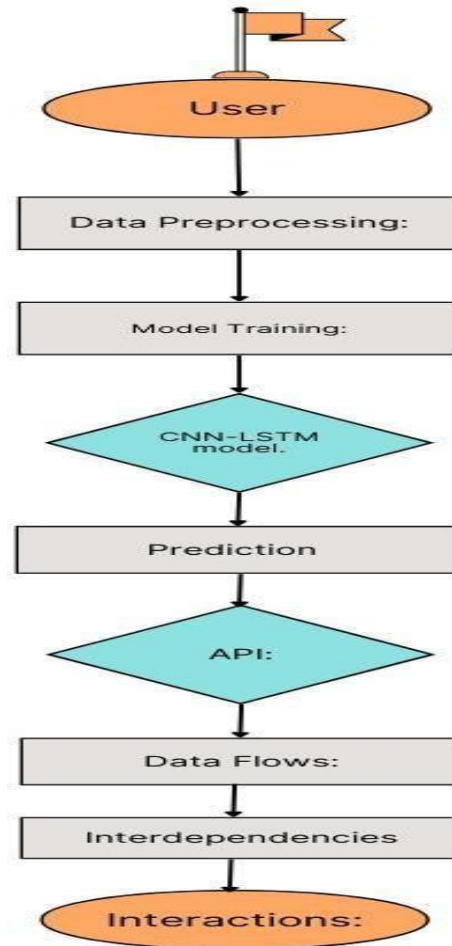 User
Data Preprocessing:
Model Training:
CNN-LSTM
model.
Prediction
API:
Data Flows:
Interdependencies
Interactions: